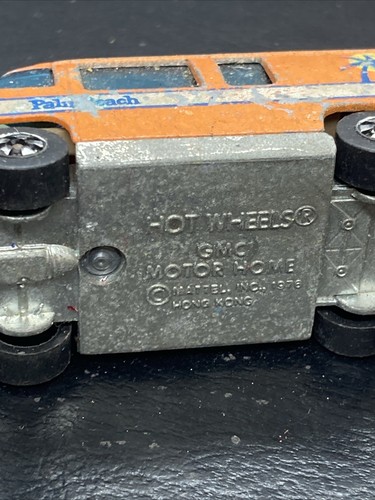 Palm Beach
HOT WHEELS®
GMC
MOTOR HOME
© MATTEL, INC. 1976
HONG KONG